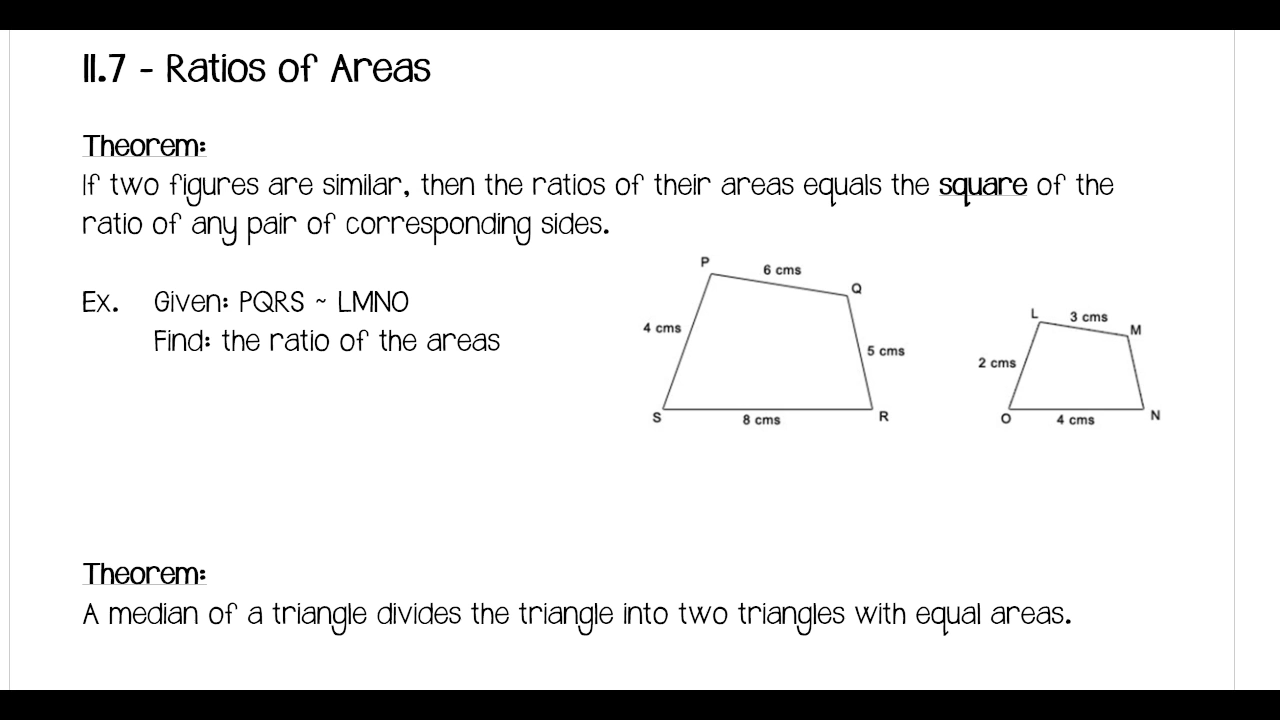 11.7 - Ratios of Areas
Theorem:
If two figures are similar, then the ratios of their areas equals the square of the
ratio of any pair of corresponding sides.
Ex. Given: PQRS ~ LMNO
Find: the ratio of the areas
P
6 cms
Q
4 cms
5 cms
S
8 cms
R
L
3 cms
M
2 cms
O
4 cms
N
Theorem:
A median of a triangle divides the triangle into two triangles with equal areas.